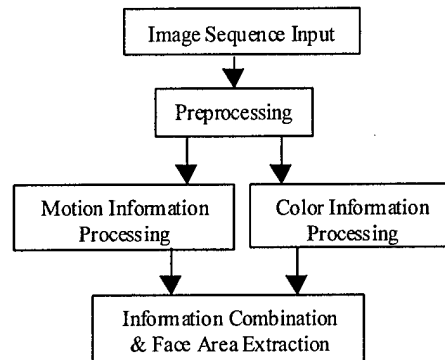 Image Sequence Input
Preprocessing
Motion Information
Processing
Color Information
Processing
Information Combination
& Face Area Extraction